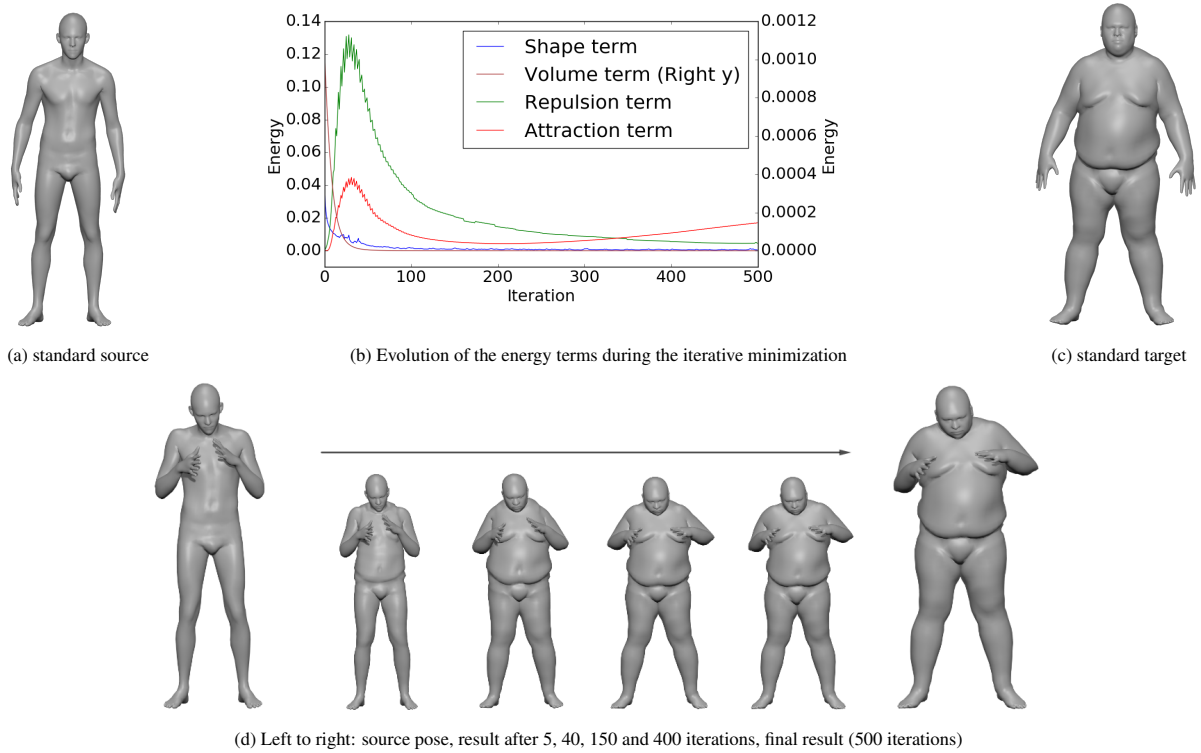 0.14
0.12
0.10
0.08
0.06
0.04
0.02
0.00
Energy
0.0012
0.0010
0.0008
0.0006
0.0004
0.0002
0.0000
Energy
Shape term
Volume term (Right y)
Repulsion term
Attraction term
0 100 200 300 400 500
Iteration
(a) standard source
(b) Evolution of the energy terms during the iterative minimization
(c) standard target
(d) Left to right: source pose, result after 5, 40, 150 and 400 iterations, final result (500 iterations)